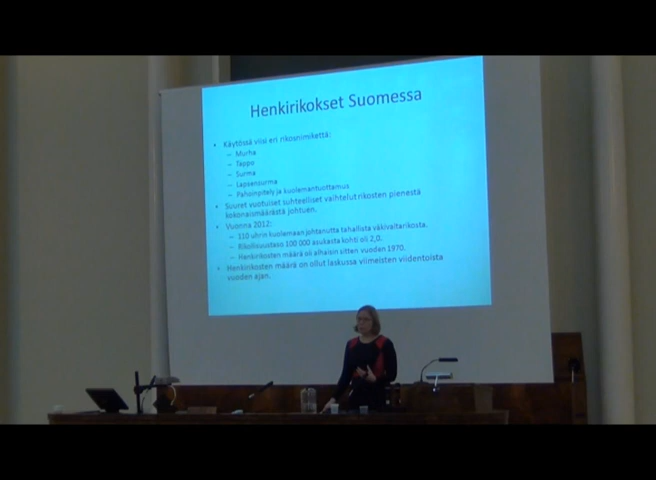 Henkirikokset Suomessa
• Käytössä viisi eri rikosnimikettä:
– Murha
– Tappo
– Surma
– Lapsensurma
– Pahoinpitely ja kuolemantuottamus
• Suuret vuotuiset suhteelliset vaihtelut rikosten pienestä
kokonaismäärästä johtuen.
• Vuonna 2012:
– 110 uhrin kuolemaan johtanutta tahallista väkivaltarikosta.
– Rikollisuustaso 100 000 asukasta kohti oli 2,0.
– Henkirikosten määrä oli alhaisin sitten vuoden 1970.
• Henkirikosten määrä on ollut laskussa viimeisten viidentoista
vuoden ajan.